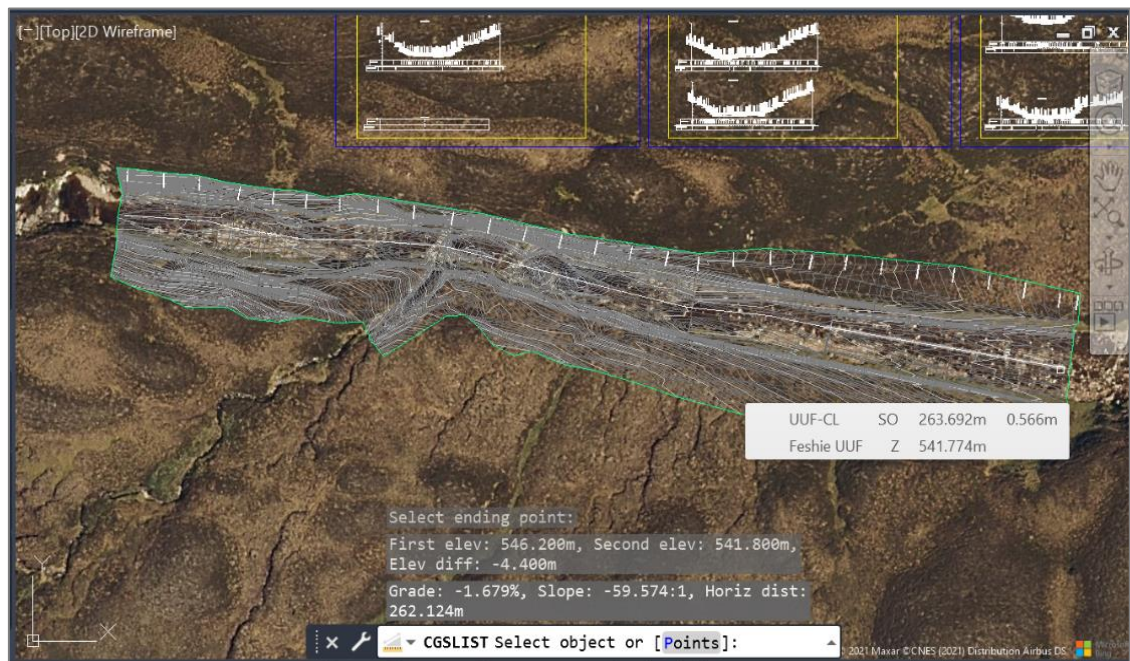 [−][Top][2D Wireframe]
UUF-CL SO 263.692m 0.566m
Feshie UUF Z 541.774m
Select ending point:
First elev: 546.200m, Second elev: 541.800m,
Elev diff: -4.400m
Grade: -1.679%, Slope: -59.574:1, Horiz dist:
262.124m
Y
X
CGSLIST Select object or [Points]:
2021 Maxar ©CNES (2021) Distribution Airbus DS